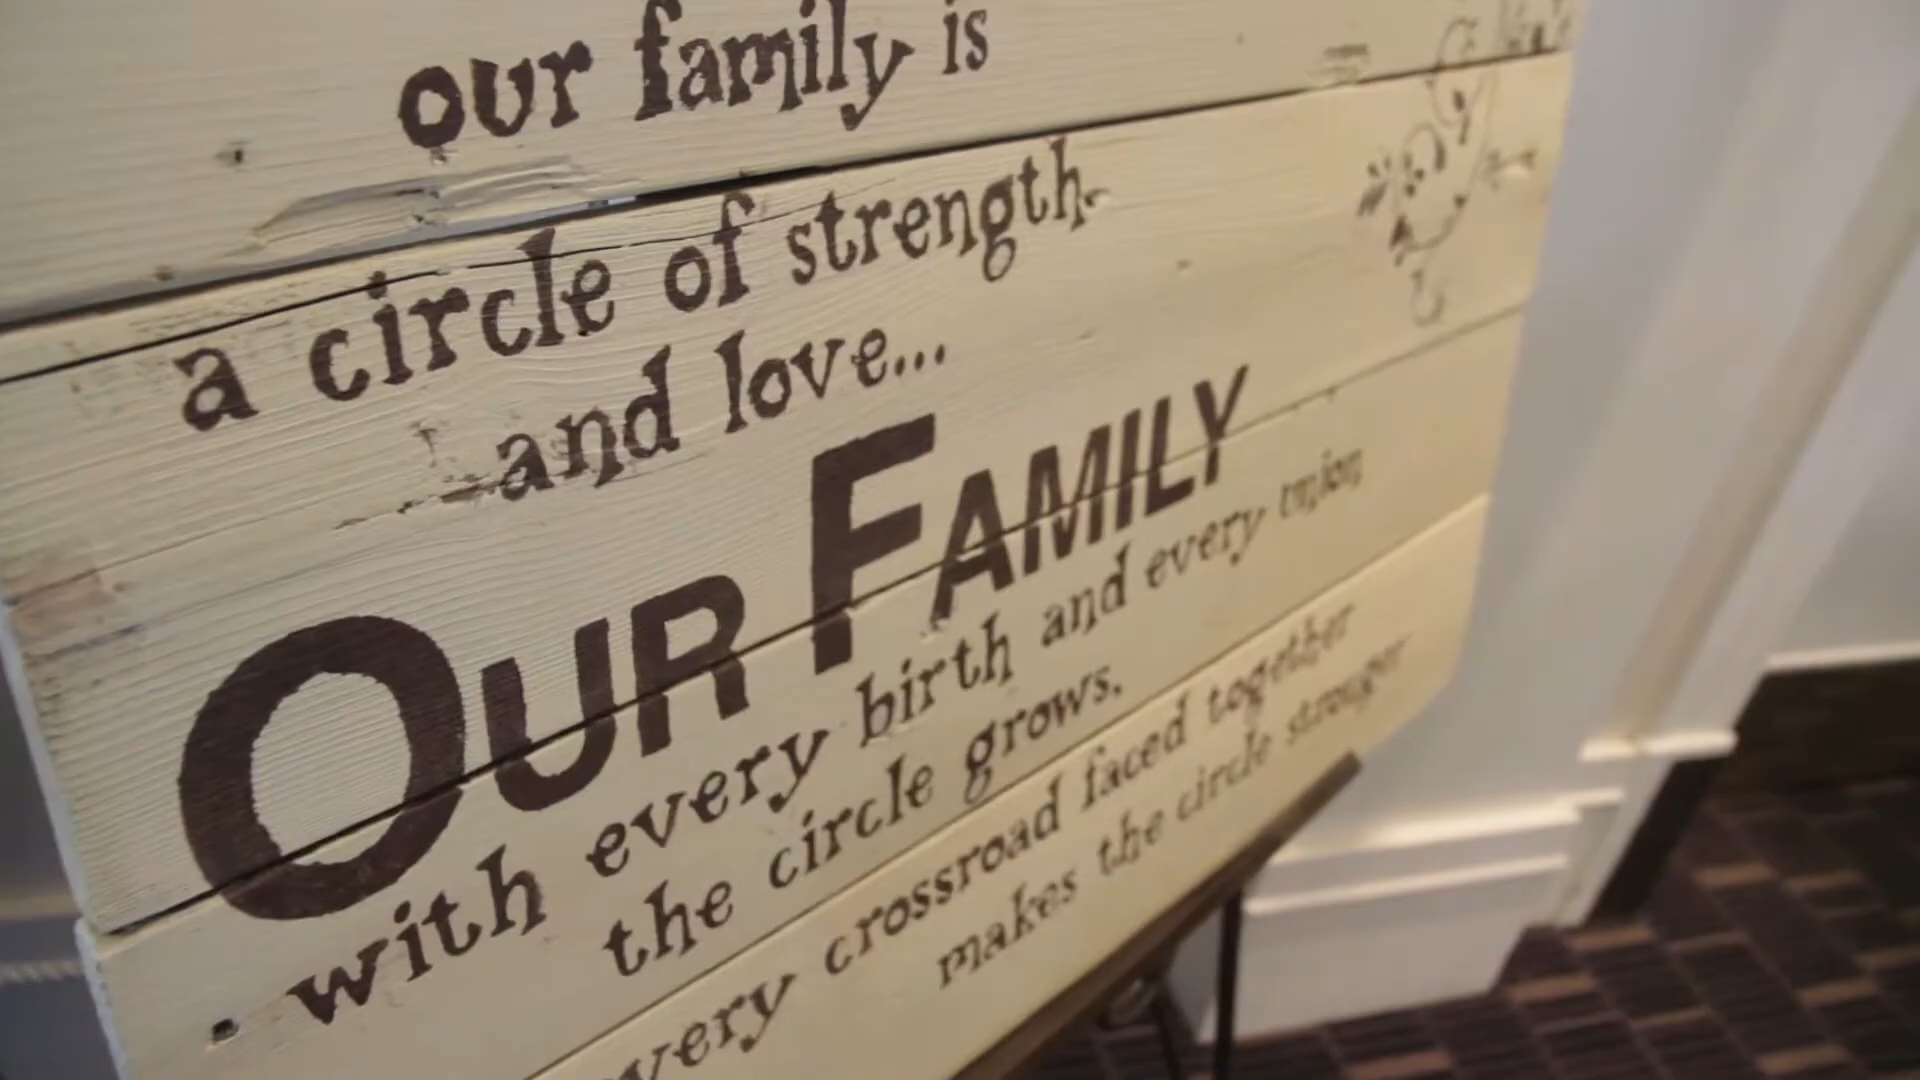 our family is
a circle of strength
and love...
OUR FAMILY
with every birth and every union
the circle grows.
every crossroad faced together
makes the circle stronger